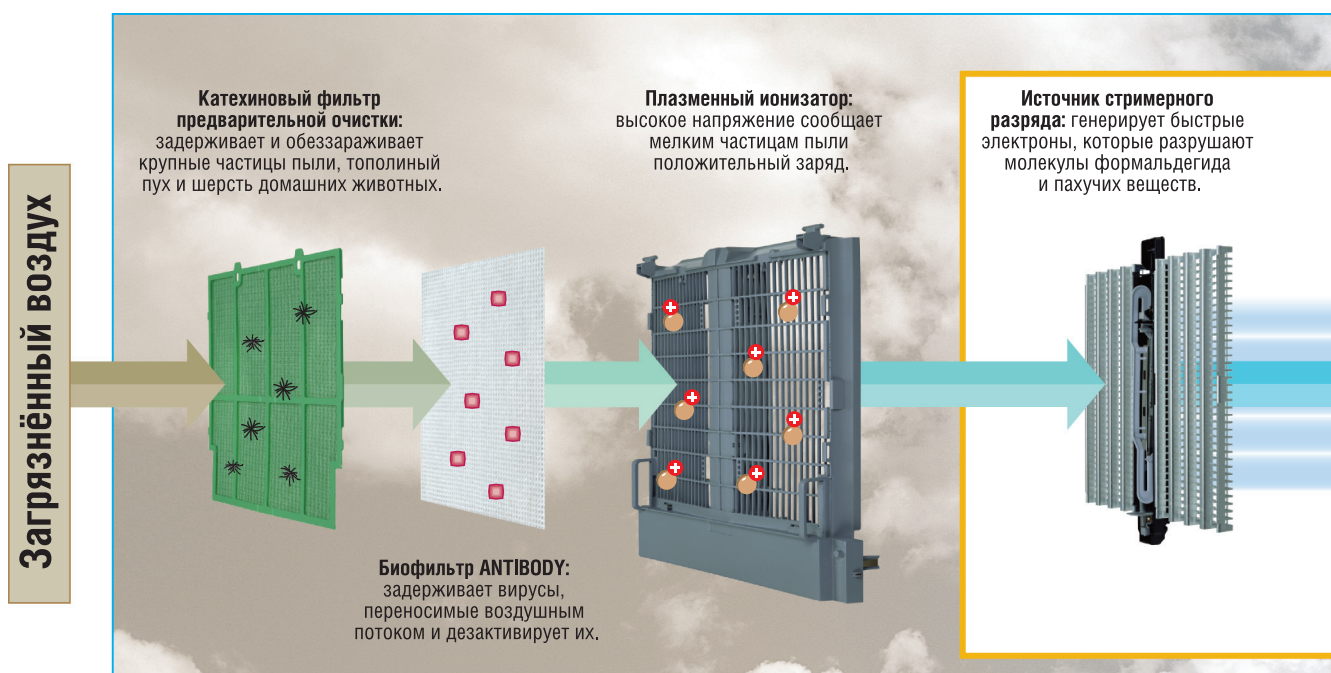 Загрязнённый воздух
Катехиновый фильтр
предварительной очистки:
задерживает и обеззараживает
крупные частицы пыли, тополиный
пух и шерсть домашних животных.
Биофильтр ANTIBODY:
задерживает вирусы,
переносимые воздушным
потоком и дезактивирует их.
Плазменный ионизатор:
высокое напряжение сообщает
мелким частицам пыли
положительный заряд.
Источник стримерного
разряда: генерирует быстрые
электроны, которые разрушают
молекулы формальдегида
и пахучих веществ.